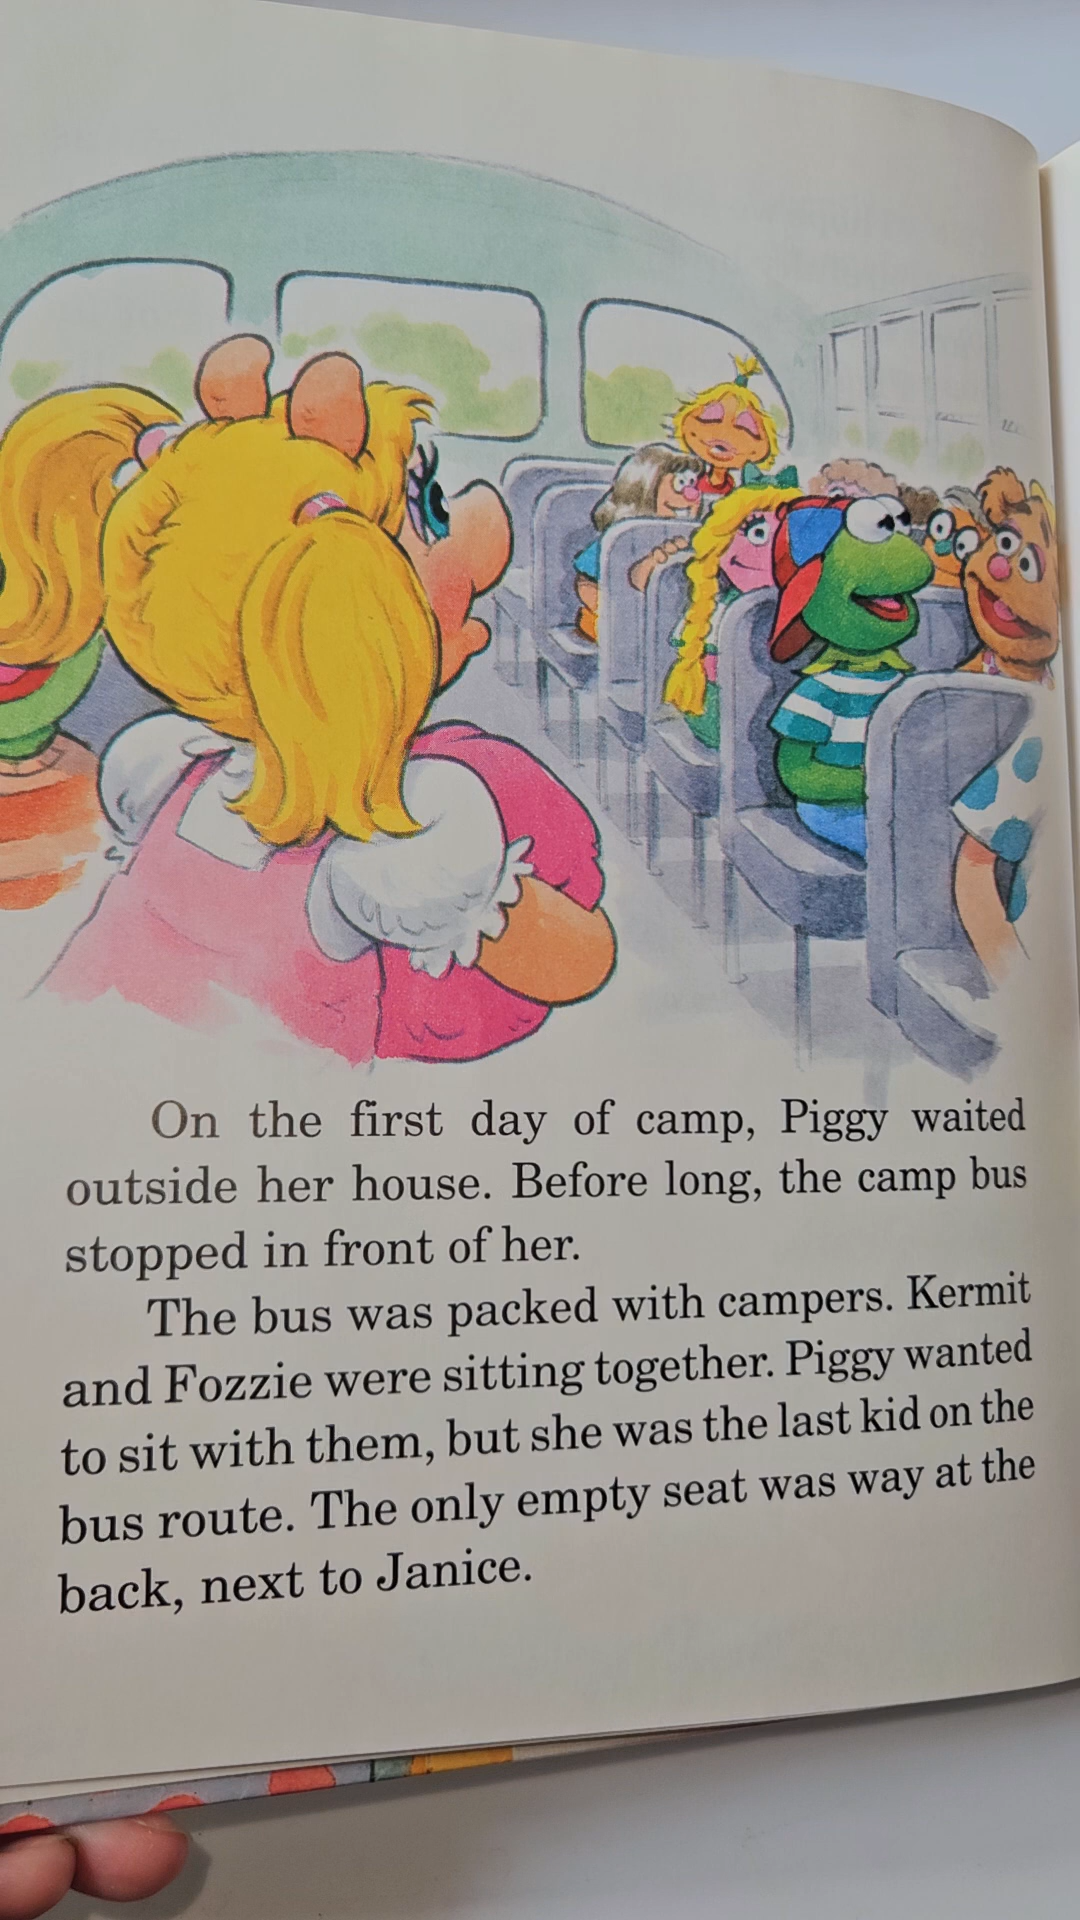 On the first day of camp, Piggy waited
outside her house. Before long, the camp bus
stopped in front of her.
The bus was packed with campers. Kermit
and Fozzie were sitting together. Piggy wanted
to sit with them, but she was the last kid on the
bus route. The only empty seat was way at the
back, next to Janice.